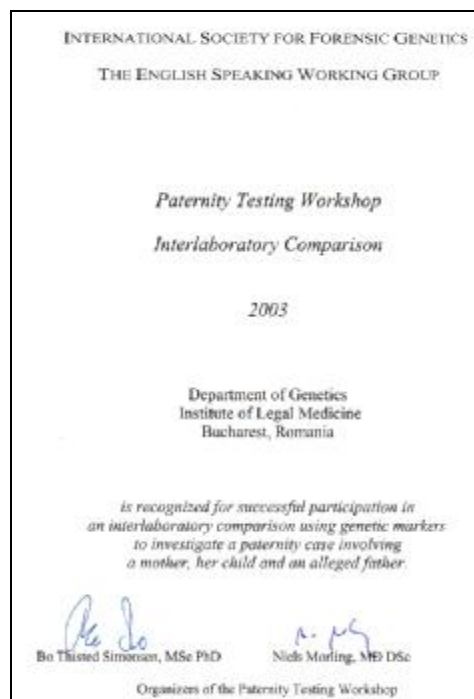 INTERNATIONAL SOCIETY FOR FORENSIC GENETICS
THE ENGLISH SPEAKING WORKING GROUP
Paternity Testing Workshop
Interlaboratory Comparison
2003
Department of Genetics
Institute of Legal Medicine
Bucharest, Romania
is recognized for successful participation in
an interlaboratory comparison using genetic markers
to investigate a paternity case involving
a mother, her child and an alleged father.
Bo Thisted Simonsen, MSc PhD Niels Morling, MD DSc
Organizers of the Paternity Testing Workshop